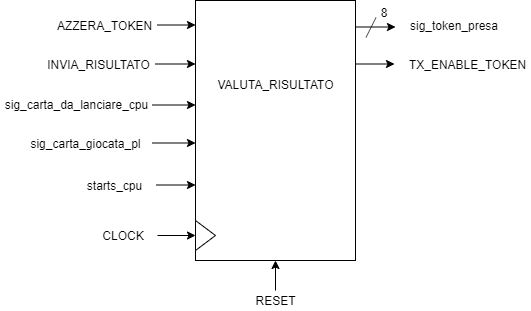 8
AZZERA_TOKEN
sig_token_presa
INVIA_RISULTATO
TX_ENABLE_TOKEN
VALUTA_RISULTATO
sig_carta_da_lanciare_cpu
sig_carta_giocata_pl
starts_cpu
CLOCK
RESET